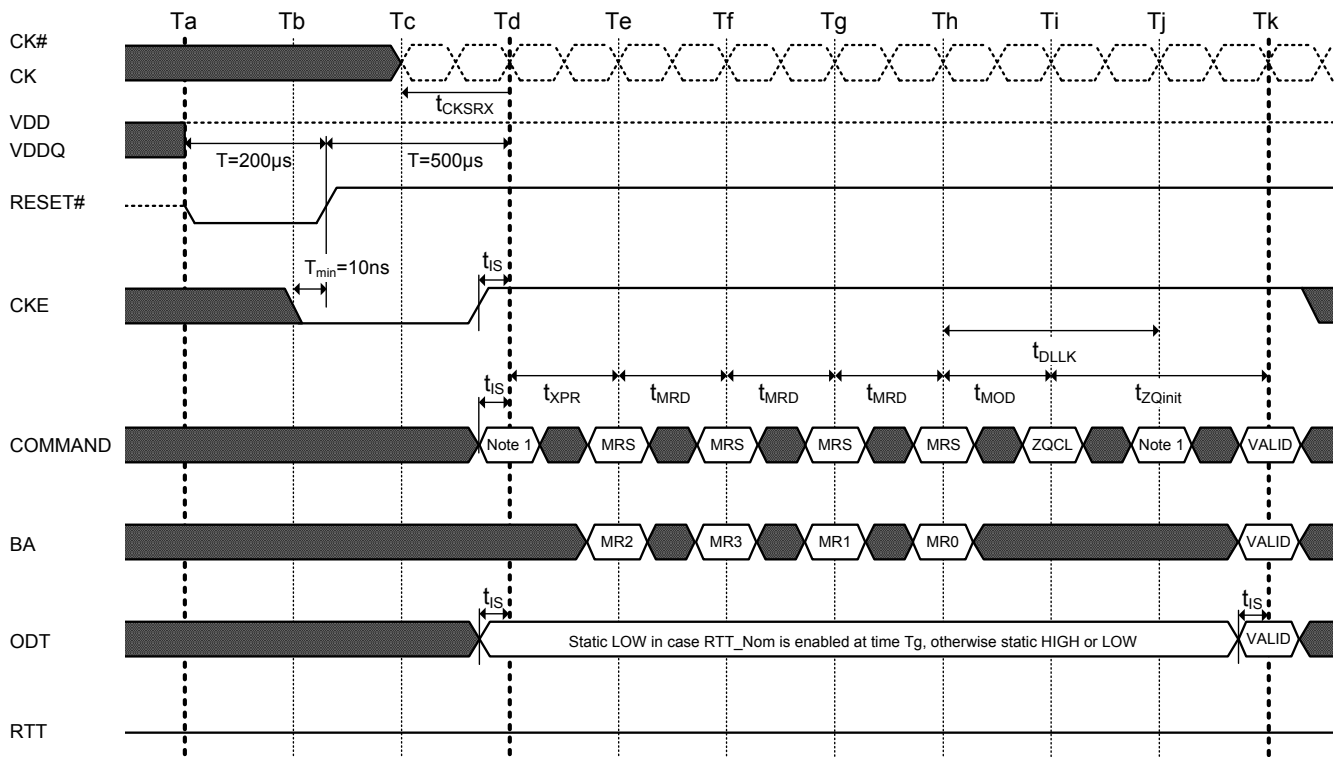 Ta Tb Tc Td Te Tf Tg Th Ti Tj Tk
CK#
CK
tCKSRX
VDD
VDDQ
T=200µs T=500µs
RESET#
Tmin=10ns tIS
CKE
tDLLK
tIS tXPR tMRD tMRD tMRD tMOD tZQinit
COMMAND Note 1 MRS MRS MRS MRS ZQCL Note 1 VALID
BA MR2 MR3 MR1 MR0 VALID
tIS tIS
ODT Static LOW in case RTT_Nom is enabled at time Tg, otherwise static HIGH or LOW VALID
RTT